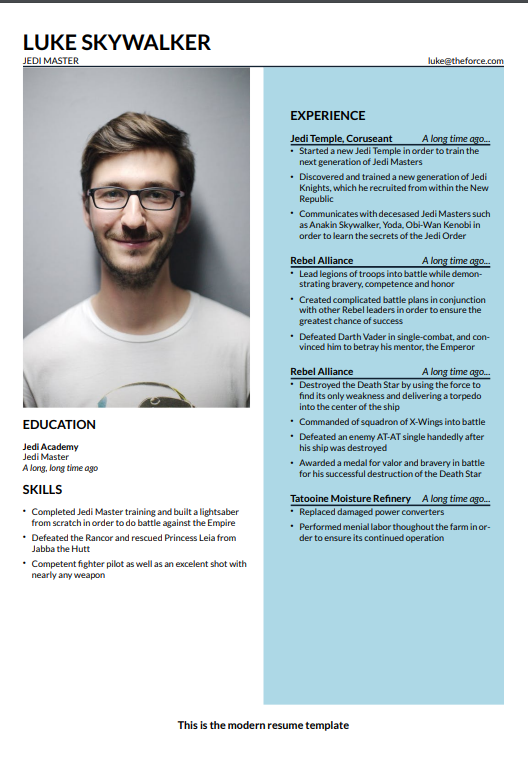 LUKE SKYWALKER
JEDI MASTER
luke@theforce.com
EDUCATION
Jedi Academy
Jedi Master
A long, long time ago
SKILLS
• Completed Jedi Master training and built a lightsaber
from scratch in order to do battle against the Empire
• Defeated the Rancor and rescued Princess Leia from
Jabba the Hutt
• Competent fighter pilot as well as an excelent shot with
nearly any weapon
EXPERIENCE
Jedi Temple, Coruseant A long time ago...
• Started a new Jedi Temple in order to train the
next generation of Jedi Masters
• Discovered and trained a new generation of Jedi
Knights, which he recruited from within the New
Republic
• Communicates with decesased Jedi Masters such
as Anakin Skywalker, Yoda, Obi-Wan Kenobi in
order to learn the secrets of the Jedi Order
Rebel Alliance A long time ago...
• Lead legions of troops into battle while demon-
strating bravery, competence and honor
• Created complicated battle plans in conjunction
with other Rebel leaders in order to ensure the
greatest chance of success
• Defeated Darth Vader in single-combat, and con-
vinced him to betray his mentor, the Emperor
Rebel Alliance A long time ago...
• Destroyed the Death Star by using the force to
find its only weakness and delivering a torpedo
into the center of the ship
• Commanded of squadron of X-Wings into battle
• Defeated an enemy AT-AT single handedly after
his ship was destroyed
• Awarded a medal for valor and bravery in battle
for his successful destruction of the Death Star
Tatooine Moisture Refinery A long time ago...
• Replaced damaged power converters
• Performed menial labor thoughout the farm in or-
der to ensure its continued operation
This is the modern resume template